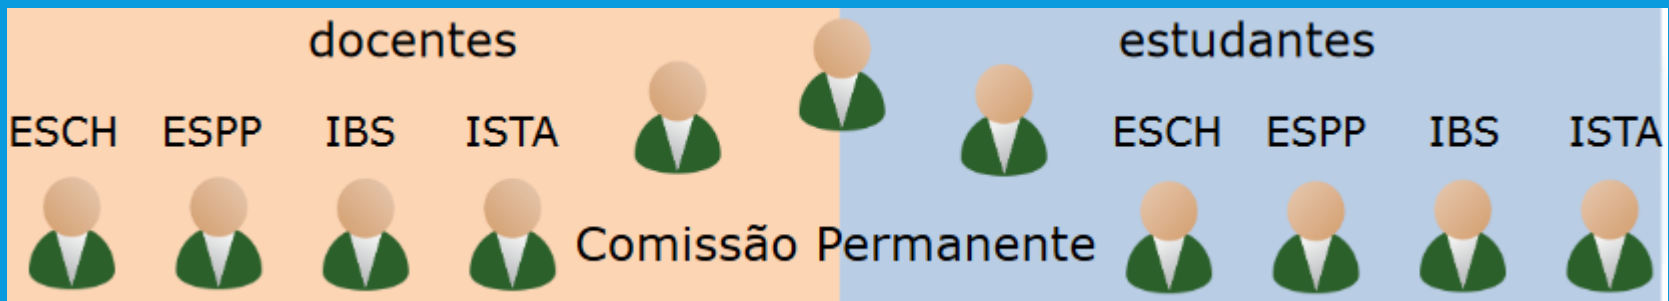 docentes
estudantes
ESCH ESPP IBS ISTA
ESCH ESPP IBS ISTA
Comissão Permanente